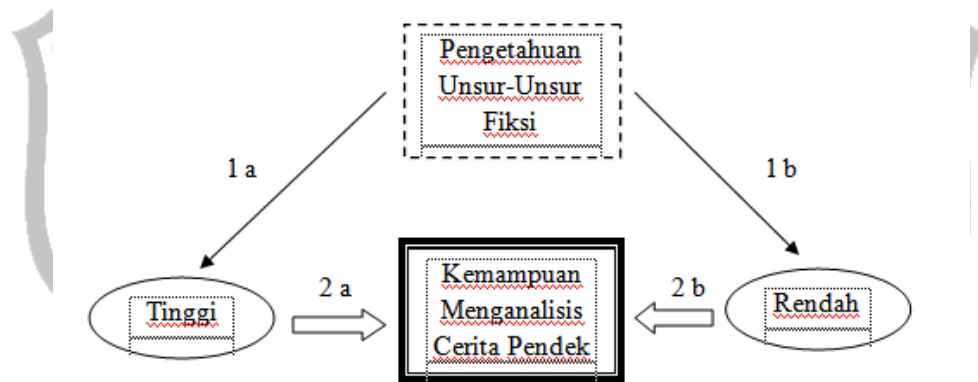 Pengetahuan
Unsur-Unsur
Fiksi
1 a
1 b
Tinggi
2 a
Kemampuan
Menganalisis
Cerita Pendek
2 b
Rendah